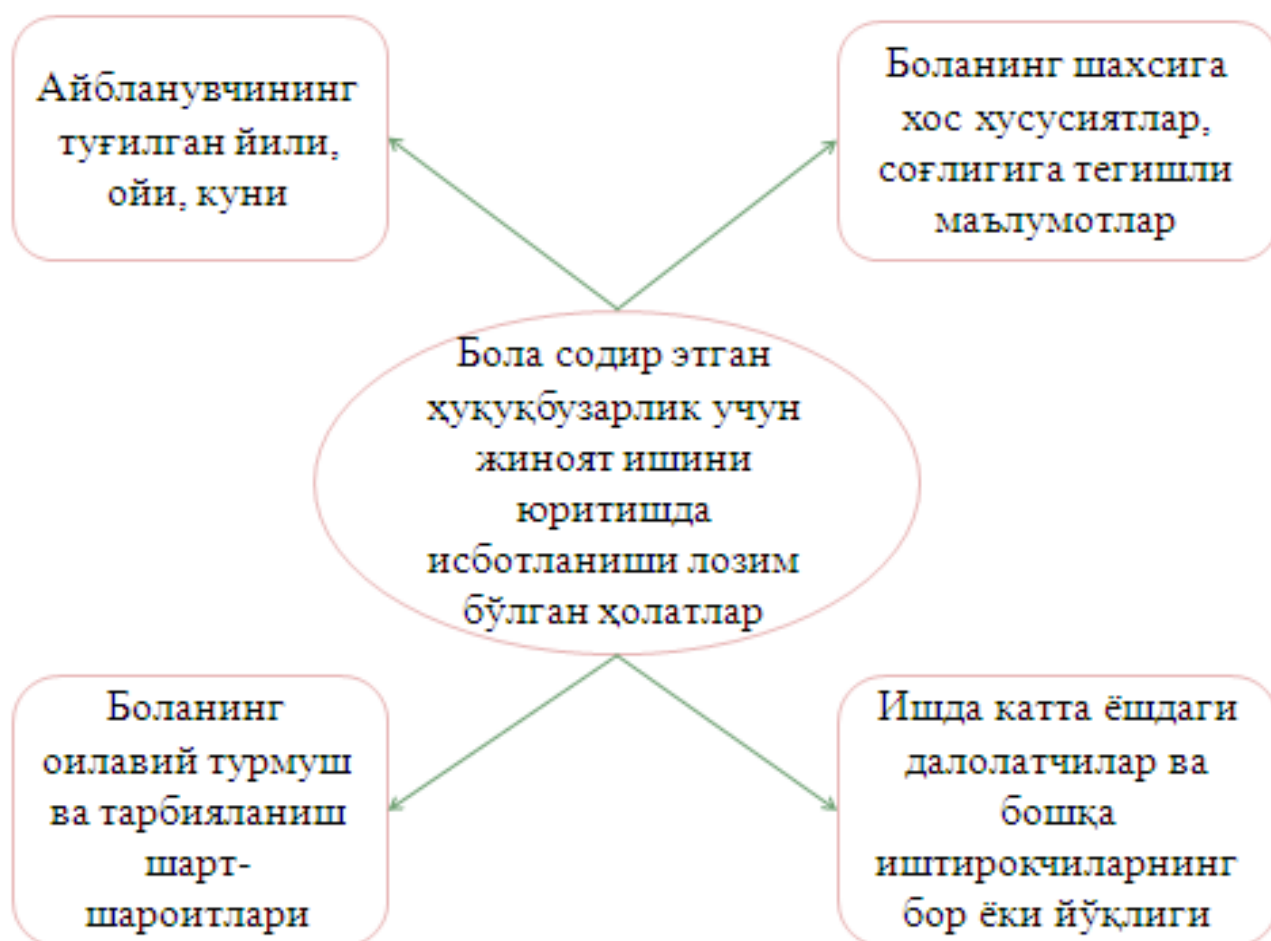 Айбланувчининг
туғилган йили,
ойи, куни
Боланинг шахсига
хос хусусиятлар,
соғлигига тегишли
маълумотлар
Бола содир этган
ҳуқуқбузарлик учун
жиноят ишини
юритишда
исботланиши лозим
бўлган ҳолатлар
Боланинг
оилавий турмуш
ва тарбияланиш
шарт-
шароитлари
Ишда катта ёшдаги
далолатчилар ва
бошқа
иштирокчиларнинг
бор ёки йўқлиги